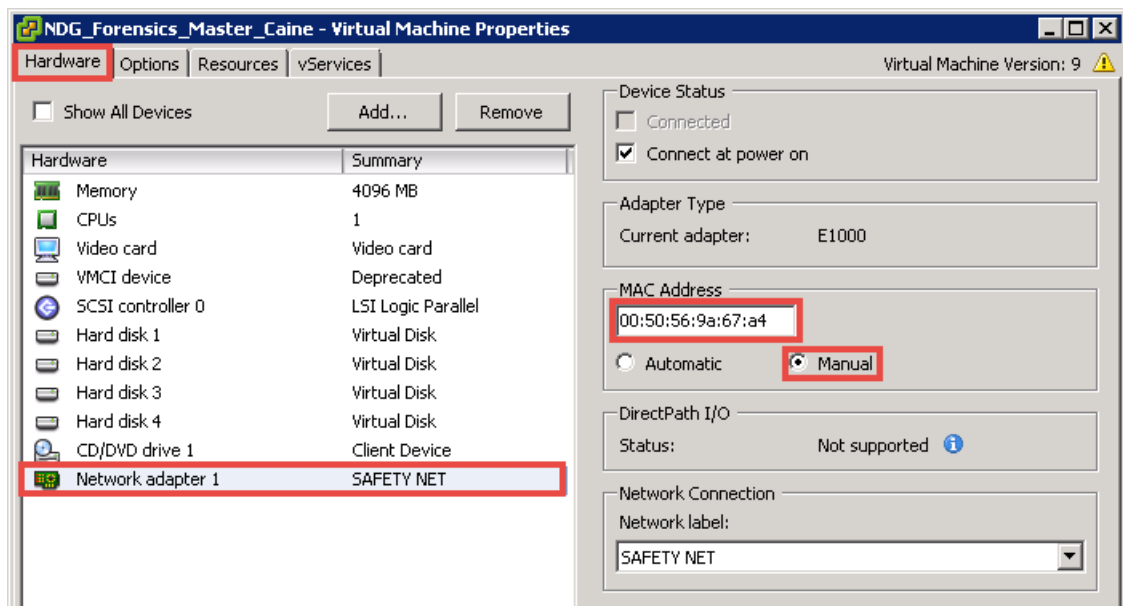 NDG_Forensics_Master_Caine - Virtual Machine Properties
Hardware Options Resources vServices Virtual Machine Version: 9
Show All Devices Add... Remove
Hardware Summary
Memory 4096 MB
CPUs 1
Video card Video card
VMCI device Deprecated
SCSI controller 0 LSI Logic Parallel
Hard disk 1 Virtual Disk
Hard disk 2 Virtual Disk
Hard disk 3 Virtual Disk
Hard disk 4 Virtual Disk
CD/DVD drive 1 Client Device
Network adapter 1 SAFETY NET
Device Status
Connected
Connect at power on
Adapter Type
Current adapter: E1000
MAC Address
00:50:56:9a:67:a4
Automatic Manual
DirectPath I/O
Status: Not supported
Network Connection
Network label:
SAFETY NET